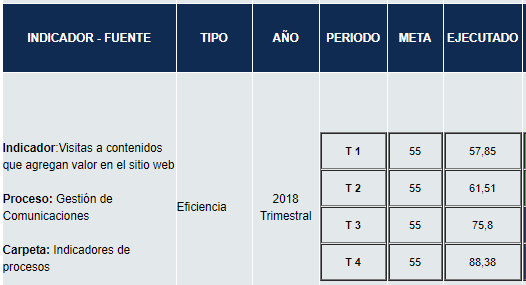 INDICADOR - FUENTE TIPO AÑO PERIODO META EJECUTADO
Indicador:Visitas a contenidos
que agregan valor en el sitio web
Proceso: Gestión de
Comunicaciones
Carpeta: Indicadores de
procesos
Eficiencia
2018
Trimestral
T 1 55 57,85
T 2 55 61,51
T 3 55 75,8
T 4 55 88,38